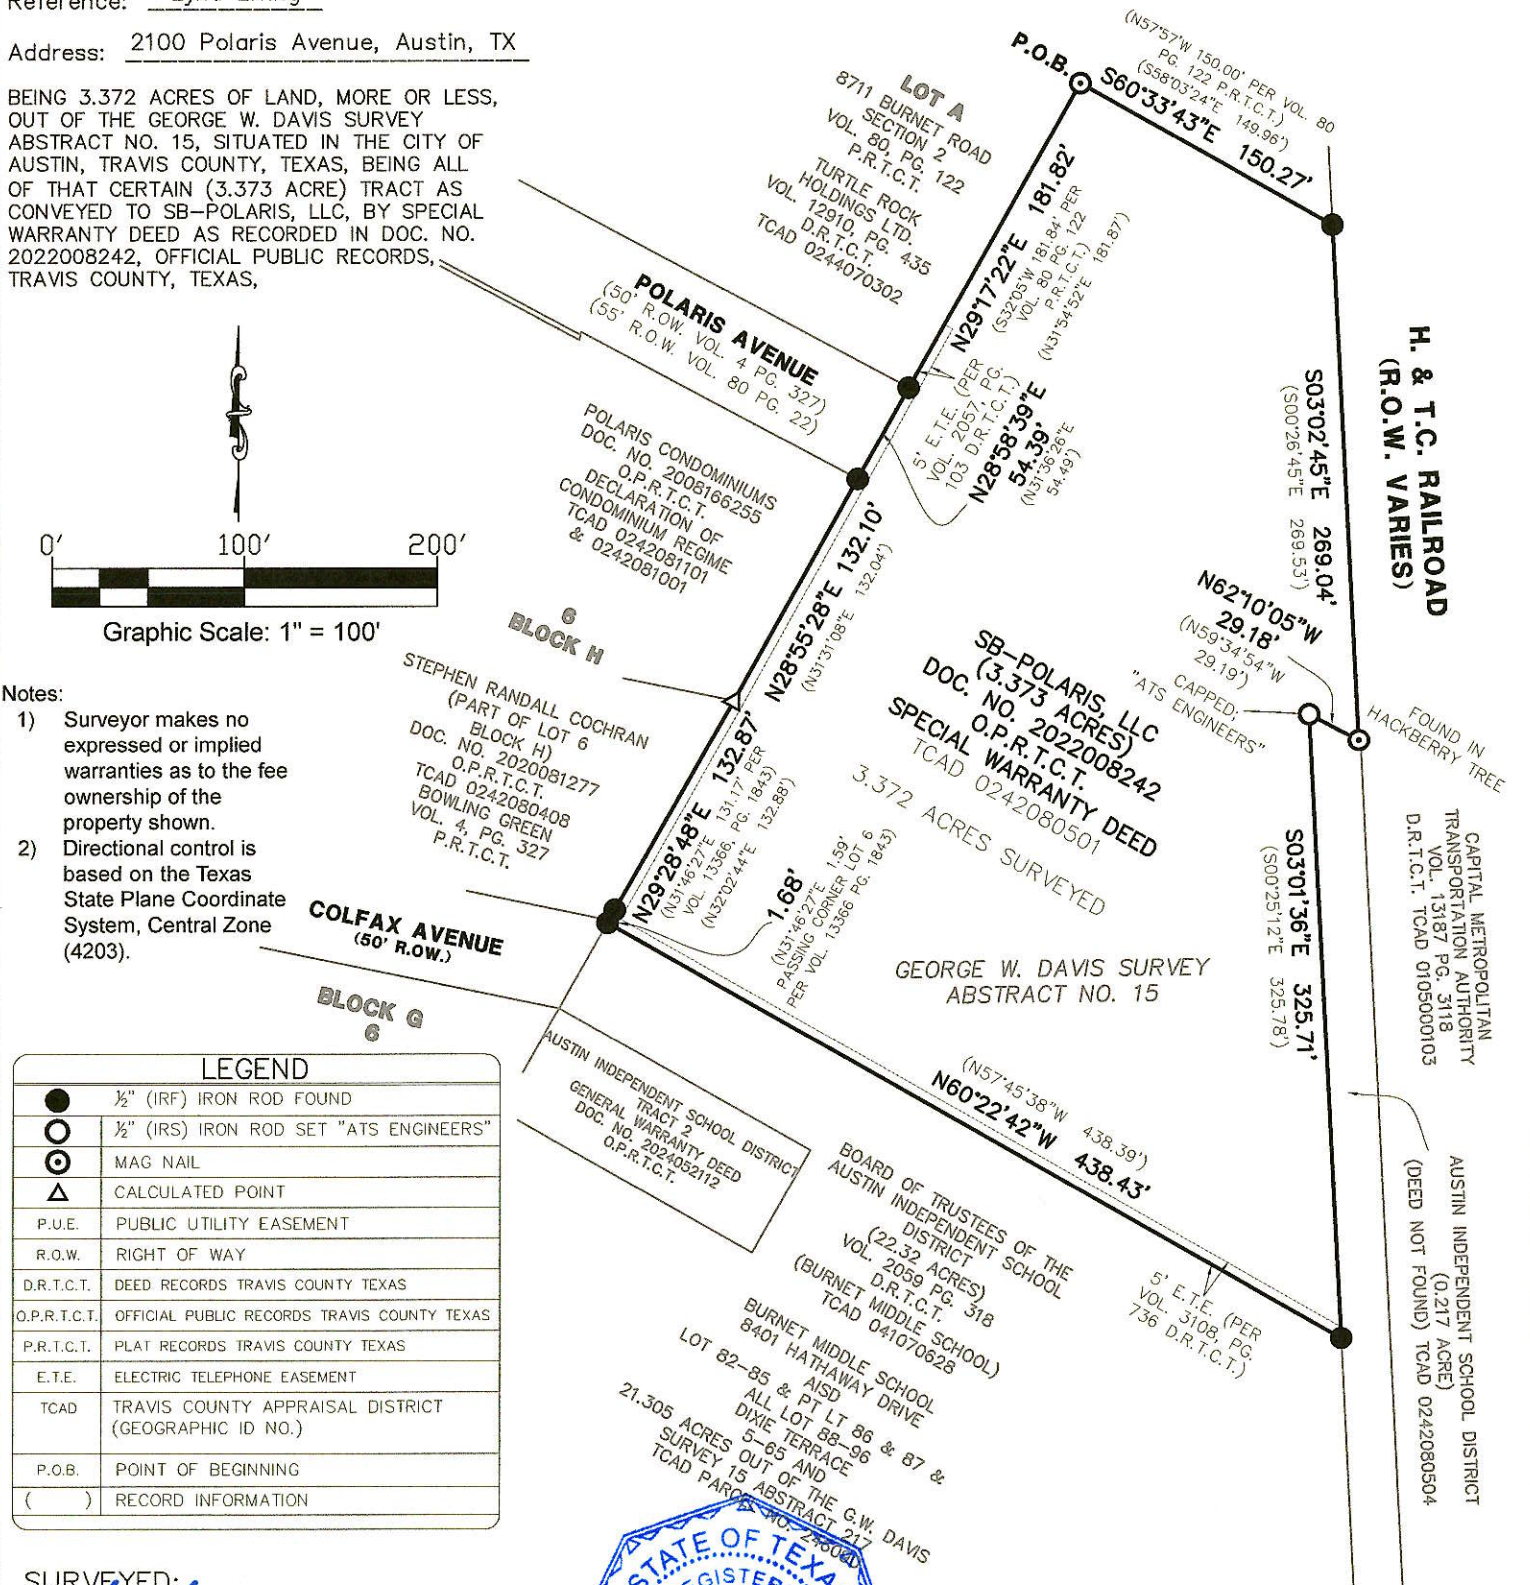 Reference:
Address: 2100 Polaris Avenue, Austin, TX
BEING 3.372 ACRES OF LAND, MORE OR LESS,
OUT OF THE GEORGE W. DAVIS SURVEY
ABSTRACT NO. 15, SITUATED IN THE CITY OF
AUSTIN, TRAVIS COUNTY, TEXAS, BEING ALL
OF THAT CERTAIN (3.373 ACRE) TRACT AS
CONVEYED TO SB-POLARIS, LLC, BY SPECIAL
WARRANTY DEED AS RECORDED IN DOC. NO.
2022008242, OFFICIAL PUBLIC RECORDS,
TRAVIS COUNTY, TEXAS,
0' 100' 200'
Graphic Scale: 1" = 100'
Notes:
1) Surveyor makes no
expressed or implied
warranties as to the fee
ownership of the
property shown.
2) Directional control is
based on the Texas
State Plane Coordinate
System, Central Zone
(4203).
P.O.B.
(N57°57'W 150.00' PER VOL. 80
PG. 122 P.R.T.C.T.)
(S58°03'24"E 149.96')
S60°33'43"E 150.27'
LOT A
8711 BURNET ROAD
SECTION 2
VOL. 80, PG. 122
P.R.T.C.T.
TURTLE ROCK
HOLDINGS LTD.
VOL. 12910, PG. 435
D.R.T.C.T.
TCAD 0244070302
N29°17'22"E 181.82'
(S32°05'W 181.84' PER
VOL. 80 PG. 122
P.R.T.C.T.)
(N31°54'52"E 181.87')
POLARIS AVENUE
(50' R.OW. VOL. 4 PG. 327)
(55' R.O.W. VOL. 80 PG. 22)
5' E.T.E. (PER
VOL. 2057, PG.
103 D.R.T.C.T.)
N28°58'39"E
54.39'
(N31°36'26"E
54.49')
H. & T.C. RAILROAD
(R.O.W. VARIES)
S03°02'45"E 269.04'
(S00°26'45"E 269.53')
POLARIS CONDOMINIUMS
DOC. NO. 2008166255
O.P.R.T.C.T.
DECLARATION OF
CONDOMINIUM REGIME
TCAD 0242081101
& 0242081001
N28°55'28"E 132.10'
(N31°31'08"E 132.04')
6
BLOCK H
N62°10'05"W
29.18'
(N59°34'54"W
29.19')
CAPPED;
"ATS ENGINEERS"
FOUND IN
HACKBERRY TREE
STEPHEN RANDALL COCHRAN
(PART OF LOT 6
BLOCK H)
DOC. NO. 2020081277
O.P.R.T.C.T.
TCAD 0242080408
BOWLING GREEN
VOL. 4, PG. 327
P.R.T.C.T.
N29°28'48"E 132.87'
(N31°46'27"E 131.17' PER
VOL. 13366, PG. 1843)
(N32°02'44"E 132.88')
SB-POLARIS, LLC
(3.373 ACRES)
DOC. NO. 2022008242
O.P.R.T.C.T.
SPECIAL WARRANTY DEED
TCAD 0242080501
3.372 ACRES SURVEYED
1.68'
(N31°46'27"E 1.59'
PASSING CORNER LOT 6
PER VOL. 13366 PG. 1843)
GEORGE W. DAVIS SURVEY
ABSTRACT NO. 15
S03°01'36"E 325.71'
(S00°25'12"E 325.78')
CAPITAL METROPOLITAN
TRANSPORTATION AUTHORITY
VOL. 13187 PG. 3118
D.R.T.C.T. TCAD 0105000103
COLFAX AVENUE
(50' R.OW.)
BLOCK G
6
AUSTIN INDEPENDENT SCHOOL DISTRICT
TRACT 2
GENERAL WARRANTY DEED
DOC. NO. 2024052112
O.P.R.T.C.T.
(N57°45'38"W 438.39')
N60°22'42"W 438.43'
BOARD OF TRUSTEES OF THE
AUSTIN INDEPENDENT SCHOOL
DISTRICT
(22.32 ACRES)
VOL. 2059 PG. 318
D.R.T.C.T.
(BURNET MIDDLE SCHOOL)
TCAD 041070628
5' E.T.E. (PER
VOL. 3108, PG.
736 D.R.T.C.T.)
AUSTIN INDEPENDENT SCHOOL DISTRICT
(0.217 ACRE)
(DEED NOT FOUND) TCAD 0242080504
BURNET MIDDLE SCHOOL
8401 HATHAWAY DRIVE
AISD
LOT 82-85 & PT LT 86 & 87 &
ALL LOT 88-96
DIXIE TERRACE
5-65 AND
21.305 ACRES OUT OF THE G.W. DAVIS
SURVEY 15 ABSTRACT 217
TCAD PARCEL NO.
LEGEND
½" (IRF) IRON ROD FOUND
½" (IRS) IRON ROD SET "ATS ENGINEERS"
MAG NAIL
CALCULATED POINT
P.U.E. PUBLIC UTILITY EASEMENT
R.O.W. RIGHT OF WAY
D.R.T.C.T. DEED RECORDS TRAVIS COUNTY TEXAS
O.P.R.T.C.T. OFFICIAL PUBLIC RECORDS TRAVIS COUNTY TEXAS
P.R.T.C.T. PLAT RECORDS TRAVIS COUNTY TEXAS
E.T.E. ELECTRIC TELEPHONE EASEMENT
TCAD TRAVIS COUNTY APPRAISAL DISTRICT
(GEOGRAPHIC ID NO.)
P.O.B. POINT OF BEGINNING
( ) RECORD INFORMATION
STATE OF TEXAS
SURVEYED: